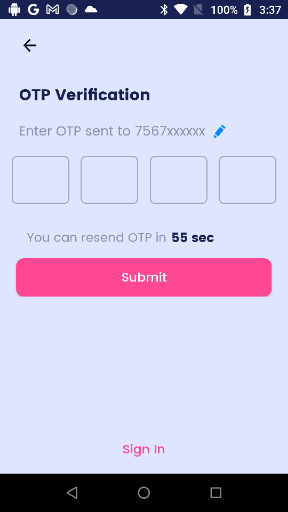 100% 3:37
OTP Verification
Enter OTP sent to 7567xxxxxx
You can resend OTP in 55 sec
Submit
Sign In